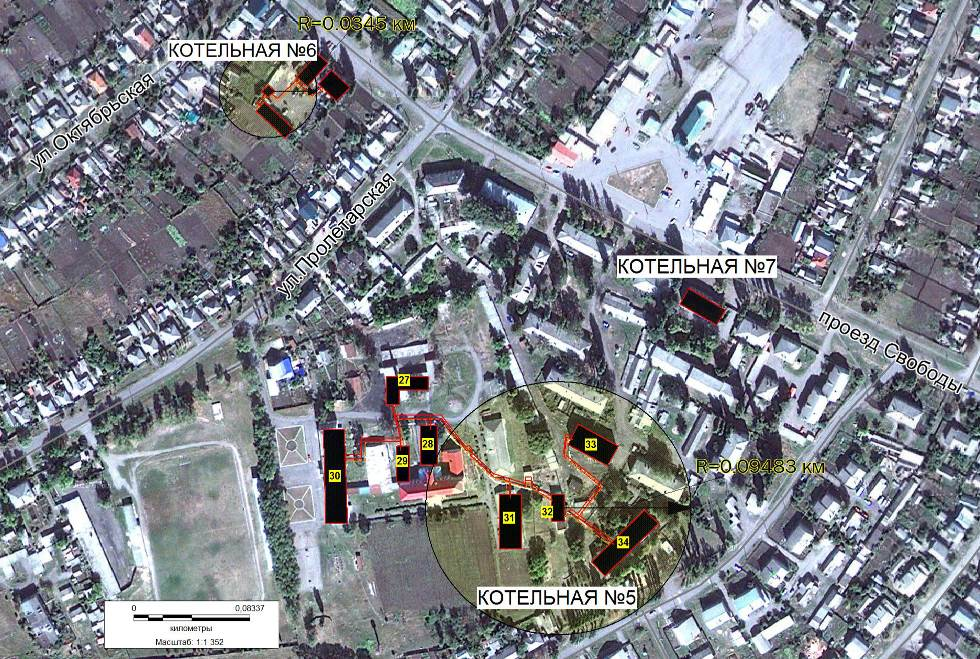 R=0.0345 км
КОТЕЛЬНАЯ №6
ул.Октябрьская
ул.Пролетарская
КОТЕЛЬНАЯ №7
проезд Свободы
27
28
29
30
33
R=0.09483 км
31
32
34
КОТЕЛЬНАЯ №5
0 0,08337
километры
Масштаб: 1:1 352